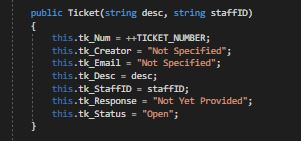 public Ticket(string desc, string staffID)
{
this.tk_Num = ++TICKET_NUMBER;
this.tk_Creator = "Not Specified";
this.tk_Email = "Not Specified";
this.tk_Desc = desc;
this.tk_StaffID = staffID;
this.tk_Response = "Not Yet Provided";
this.tk_Status = "Open";
}